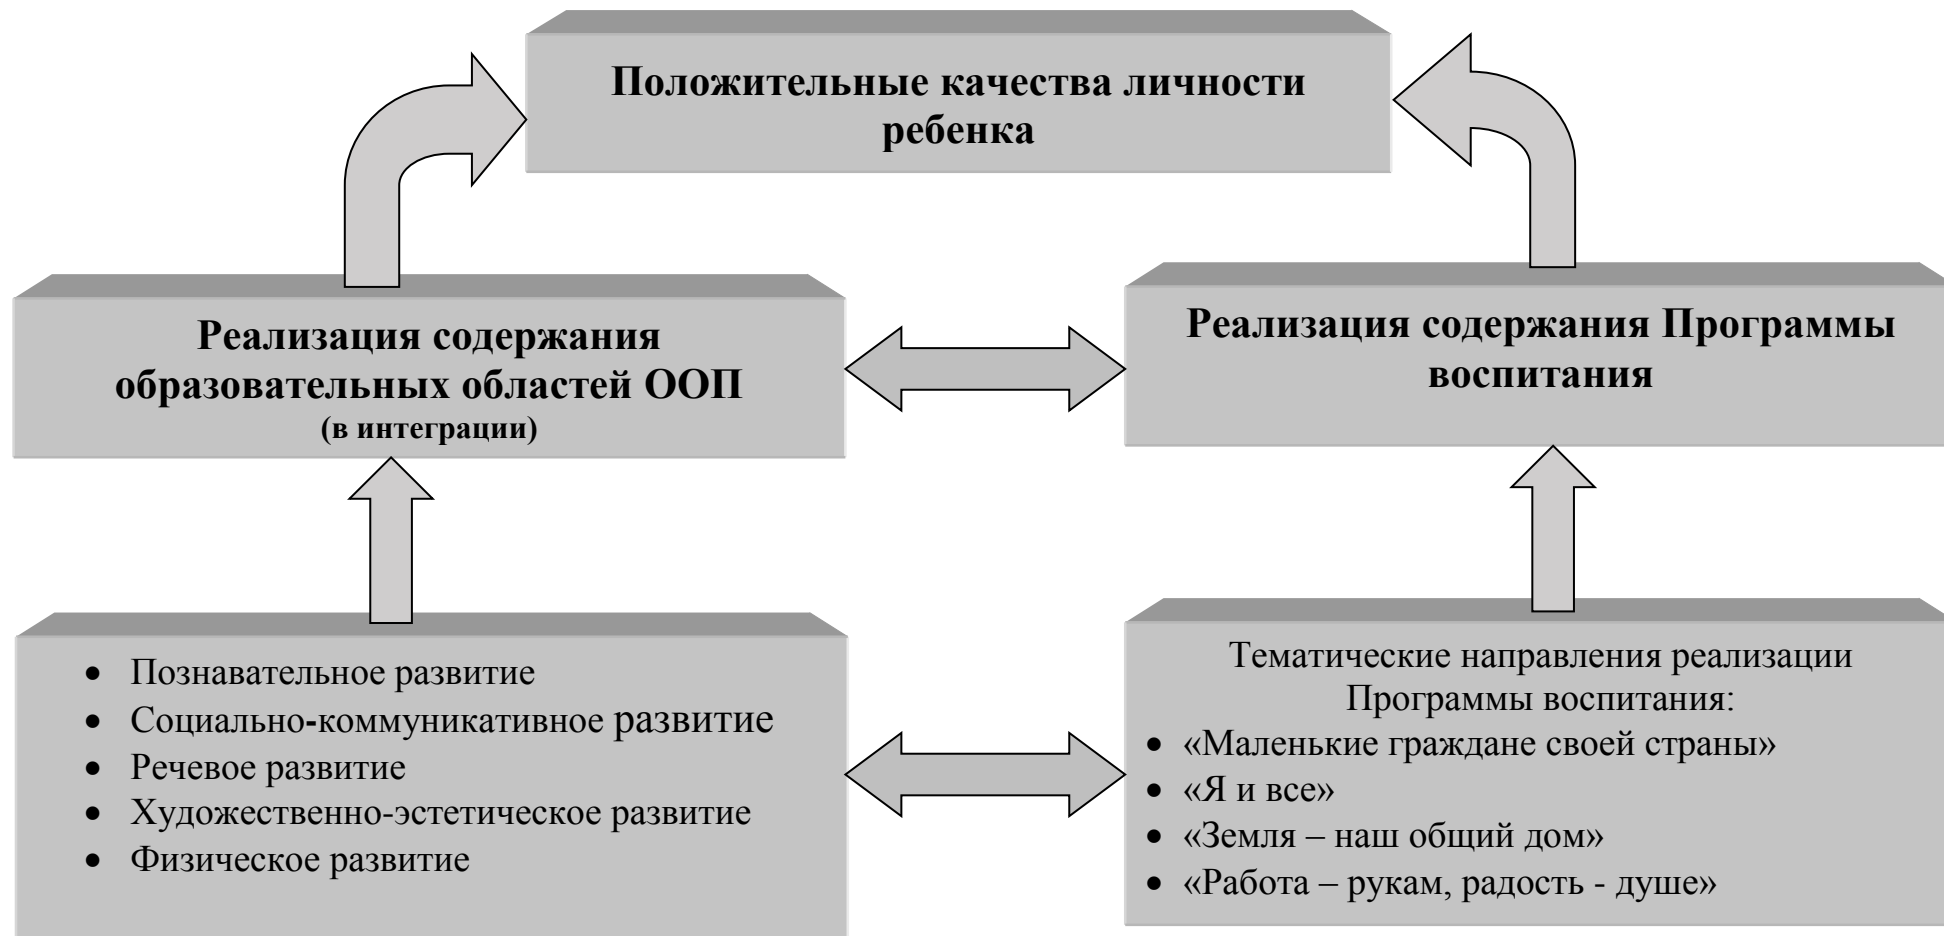 Положительные качества личности
ребенка
Реализация содержания
образовательных областей ООП
(в интеграции)
Реализация содержания Программы
воспитания
• Познавательное развитие
• Социально-коммуникативное развитие
• Речевое развитие
• Художественно-эстетическое развитие
• Физическое развитие
Тематические направления реализации
Программы воспитания:
• «Маленькие граждане своей страны»
• «Я и все»
• «Земля – наш общий дом»
• «Работа – рукам, радость - душе»